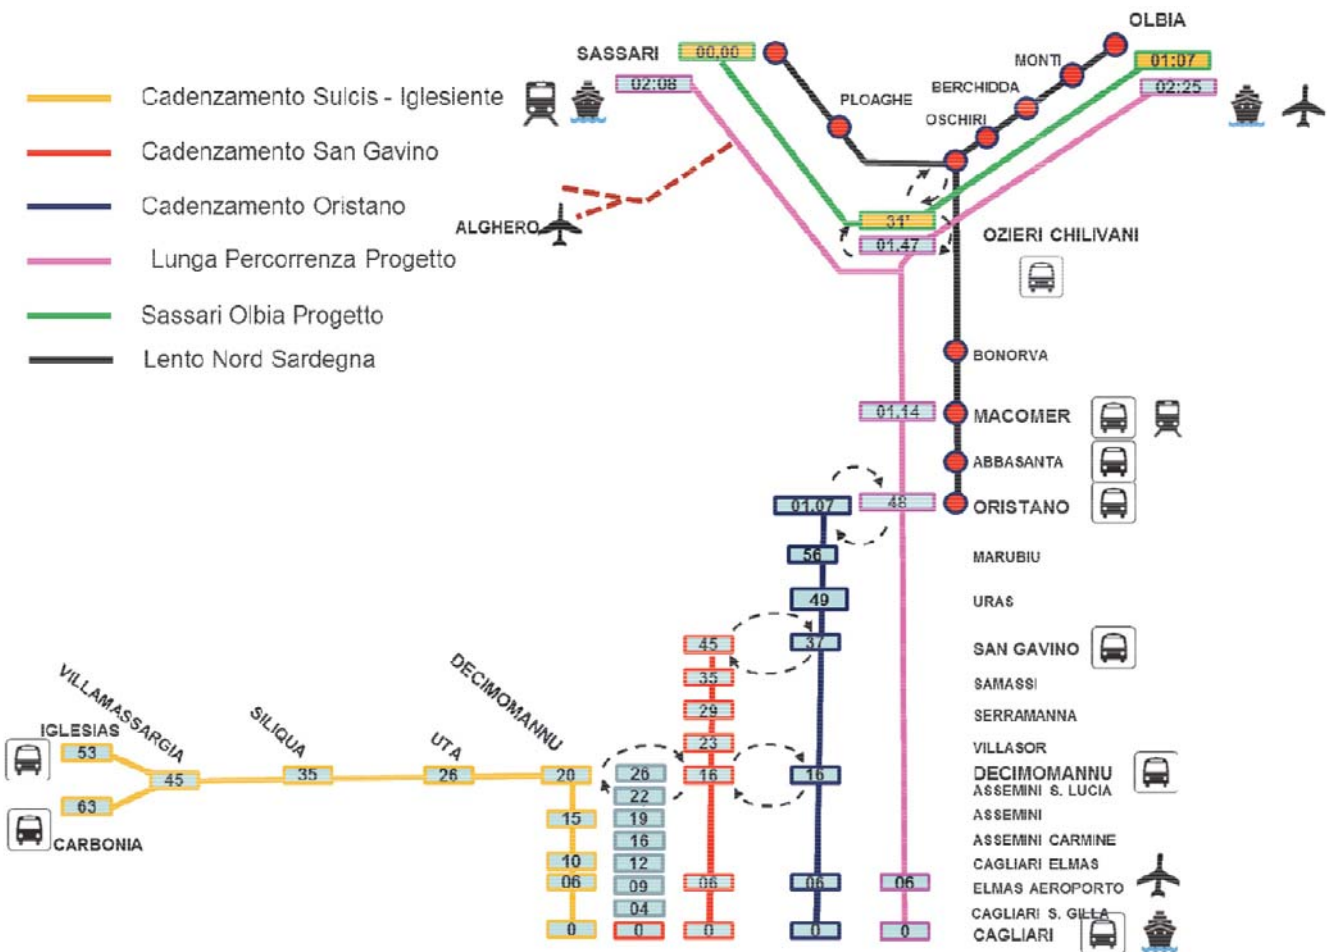 OLBIA
SASSARI
00.00
MONTI
01:07
02:08
BERCHIDDA
02:25
Cadenzamento Sulcis - Iglesiente
PLOAGHE
OSCHIRI
Cadenzamento San Gavino
Cadenzamento Oristano
ALGHERO
31'
OZIERI CHILIVANI
01.47
Lunga Percorrenza Progetto
Sassari Olbia Progetto
Lento Nord Sardegna
BONORVA
01.14
MACOMER
ABBASANTA
01.07
48
ORISTANO
56
MARUBIU
49
URAS
45
37
SAN GAVINO
35
SAMASSI
29
SERRAMANNA
23
VILLASOR
VILLAMASSARGIA
SILIQUA
UTA
DECIMOMANNU
IGLESIAS
53
45
35
26
20
26
16
16
DECIMOMANNU
22
ASSEMINI S. LUCIA
63
15
19
ASSEMINI
CARBONIA
16
ASSEMINI CARMINE
10
12
CAGLIARI ELMAS
06
09
06
06
06
ELMAS AEROPORTO
04
CAGLIARI S. GILLA
0
0
0
0
0
CAGLIARI